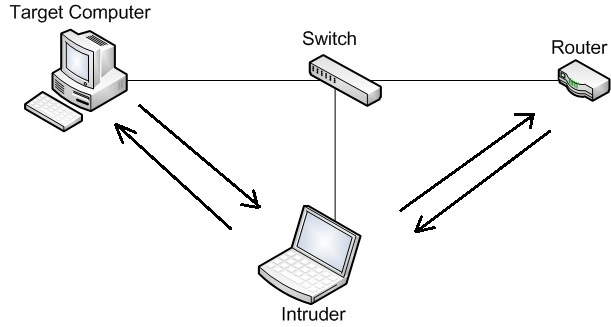 Target Computer
Switch
Router
Intruder